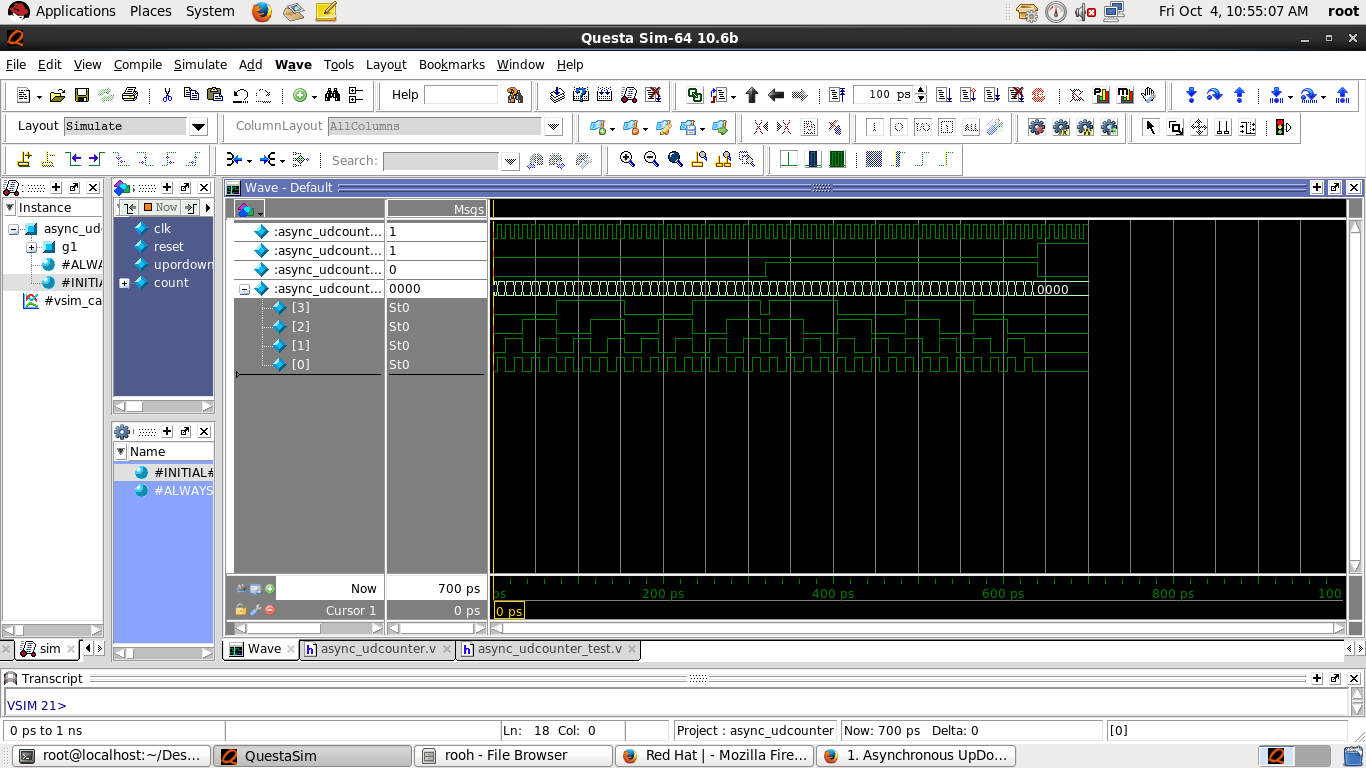 Applications Places System Fri Oct 4, 10:55:07 AM root
Questa Sim-64 10.6b
File Edit View Compile Simulate Add Wave Tools Layout Bookmarks Window Help
Help 100 ps
Layout Simulate ColumnLayout AllColumns
Search:
Wave - Default
Instance
Now
Msgs
async_ud
g1
#ALWA
#INITIA
#vsim_ca
clk
reset
upordown
count
:async_udcount... 1
:async_udcount... 1
:async_udcount... 0
:async_udcount... 0000 0000
[3] St0
[2] St0
[1] St0
[0] St0
Name
#INITIAL#
#ALWAYS
Now 700 ps ps 200 ps 400 ps 600 ps 800 ps 100
Cursor 1 0 ps 0 ps
sim
Wave async_udcounter.v async_udcounter_test.v
Transcript
VSIM 21>
0 ps to 1 ns Ln: 18 Col: 0 Project : async_udcounter Now: 700 ps Delta: 0 [0]
root@localhost:~/Des... QuestaSim rooh - File Browser Red Hat | - Mozilla Fire... 1. Asynchronous UpDo...